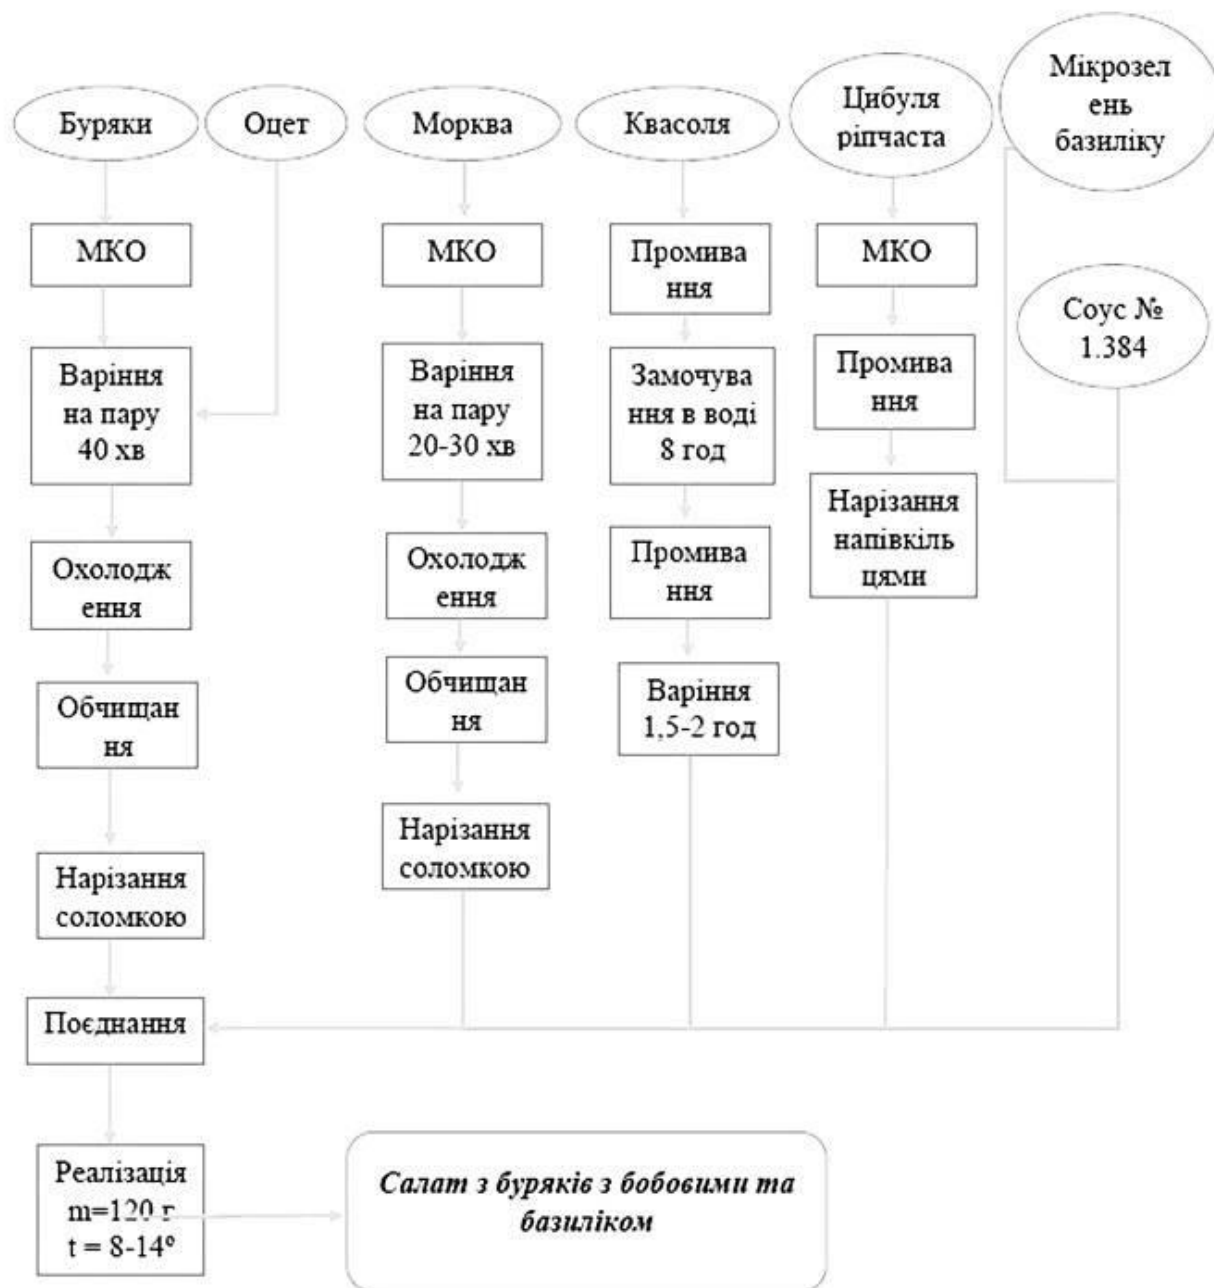 Буряки
Оцет
Морква
Квасоля
Цибуля
ріпчаста
Мікрозел
ень
базиліку
МКО
МКО
Промива
ння
МКО
Соус №
1.384
Варіння
на пару
40 хв
Варіння
на пару
20-30 хв
Замочува
ння в воді
8 год
Промива
ння
Нарізання
напівкіль
цями
Охолодж
ення
Охолодж
ення
Промива
ння
Обчищан
ня
Обчищан
ня
Варіння
1,5-2 год
Нарізання
соломкою
Нарізання
соломкою
Поєднання
Реалізація
m=120 г
t = 8-14º
Салат з буряків з бобовими та
базиліком